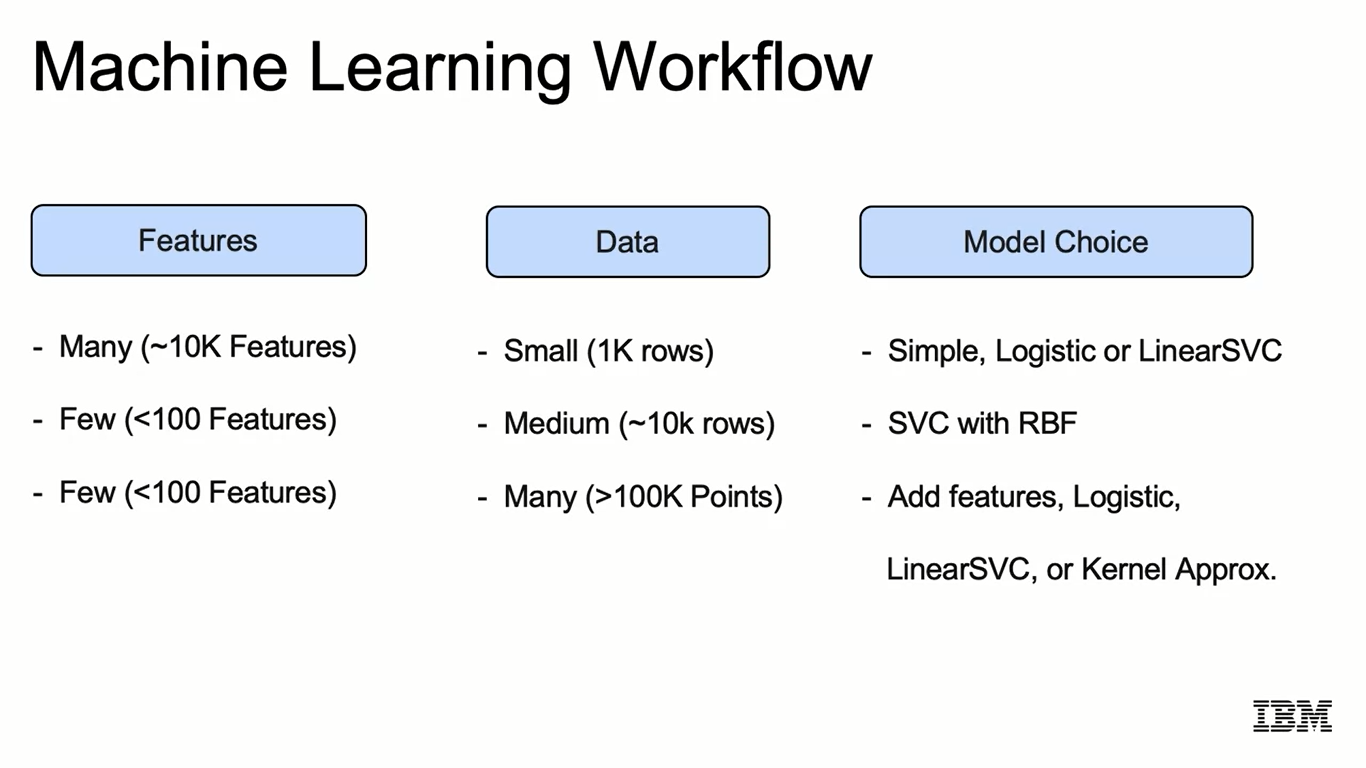 Machine Learning Workflow
Features
Data
Model Choice
- Many (~10K Features)
- Small (1K rows)
- Simple, Logistic or LinearSVC
- Few (<100 Features)
- Medium (~10k rows)
- SVC with RBF
- Few (<100 Features)
- Many (>100K Points)
- Add features, Logistic,
LinearSVC, or Kernel Approx.
IBM